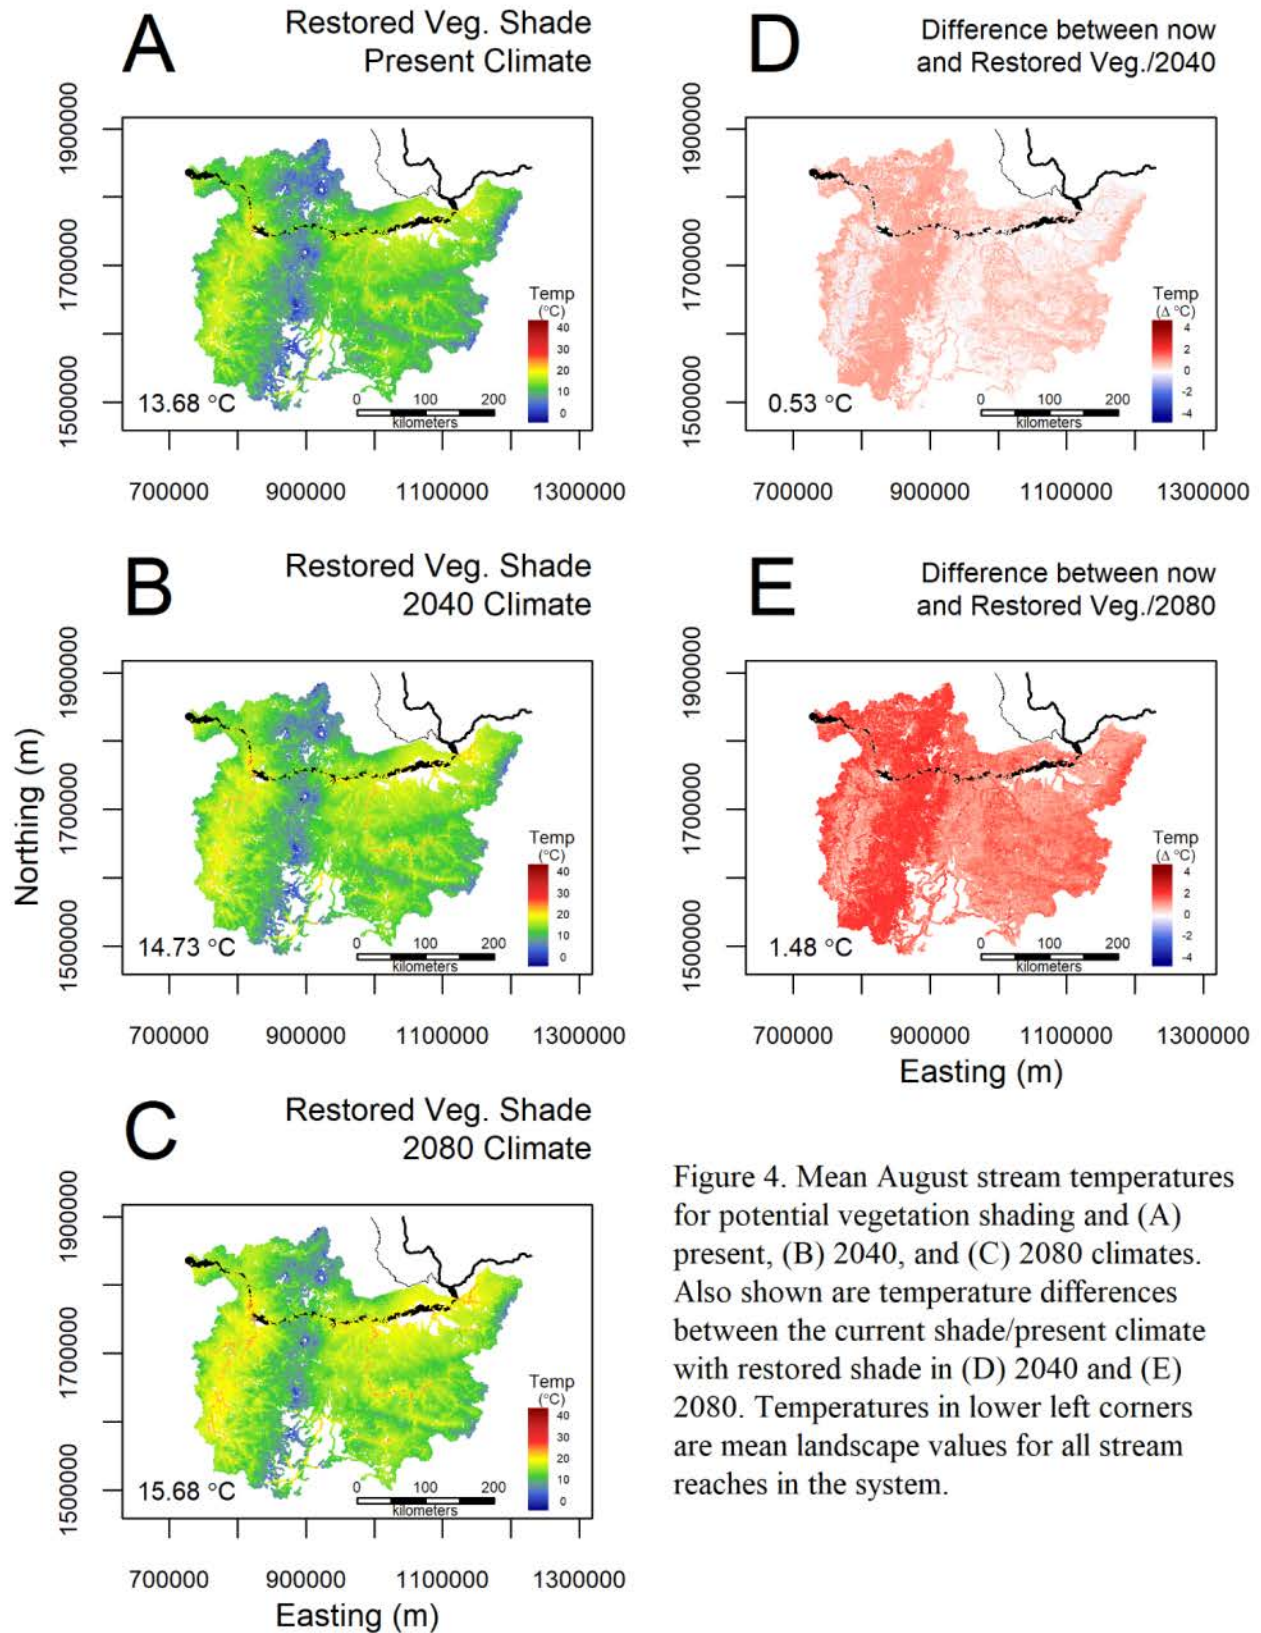 A
Restored Veg. Shade
Present Climate
1900000
1700000
1500000
Temp
(°C)
40
30
20
10
0
13.68 °C
0 100 200
kilometers
700000 900000 1100000 1300000
D
Difference between now
and Restored Veg./2040
1900000
1700000
1500000
Temp
(Δ °C)
4
2
0
-2
-4
0.53 °C
0 100 200
kilometers
700000 900000 1100000 1300000
B
Restored Veg. Shade
2040 Climate
Northing (m)
1900000
1700000
1500000
Temp
(°C)
40
30
20
10
0
14.73 °C
0 100 200
kilometers
700000 900000 1100000 1300000
E
Difference between now
and Restored Veg./2080
1900000
1700000
1500000
Temp
(Δ °C)
4
2
0
-2
-4
1.48 °C
0 100 200
kilometers
700000 900000 1100000 1300000
Easting (m)
C
Restored Veg. Shade
2080 Climate
1900000
1700000
1500000
Temp
(°C)
40
30
20
10
0
15.68 °C
0 100 200
kilometers
700000 900000 1100000 1300000
Easting (m)
Figure 4. Mean August stream temperatures
for potential vegetation shading and (A)
present, (B) 2040, and (C) 2080 climates.
Also shown are temperature differences
between the current shade/present climate
with restored shade in (D) 2040 and (E)
2080. Temperatures in lower left corners
are mean landscape values for all stream
reaches in the system.